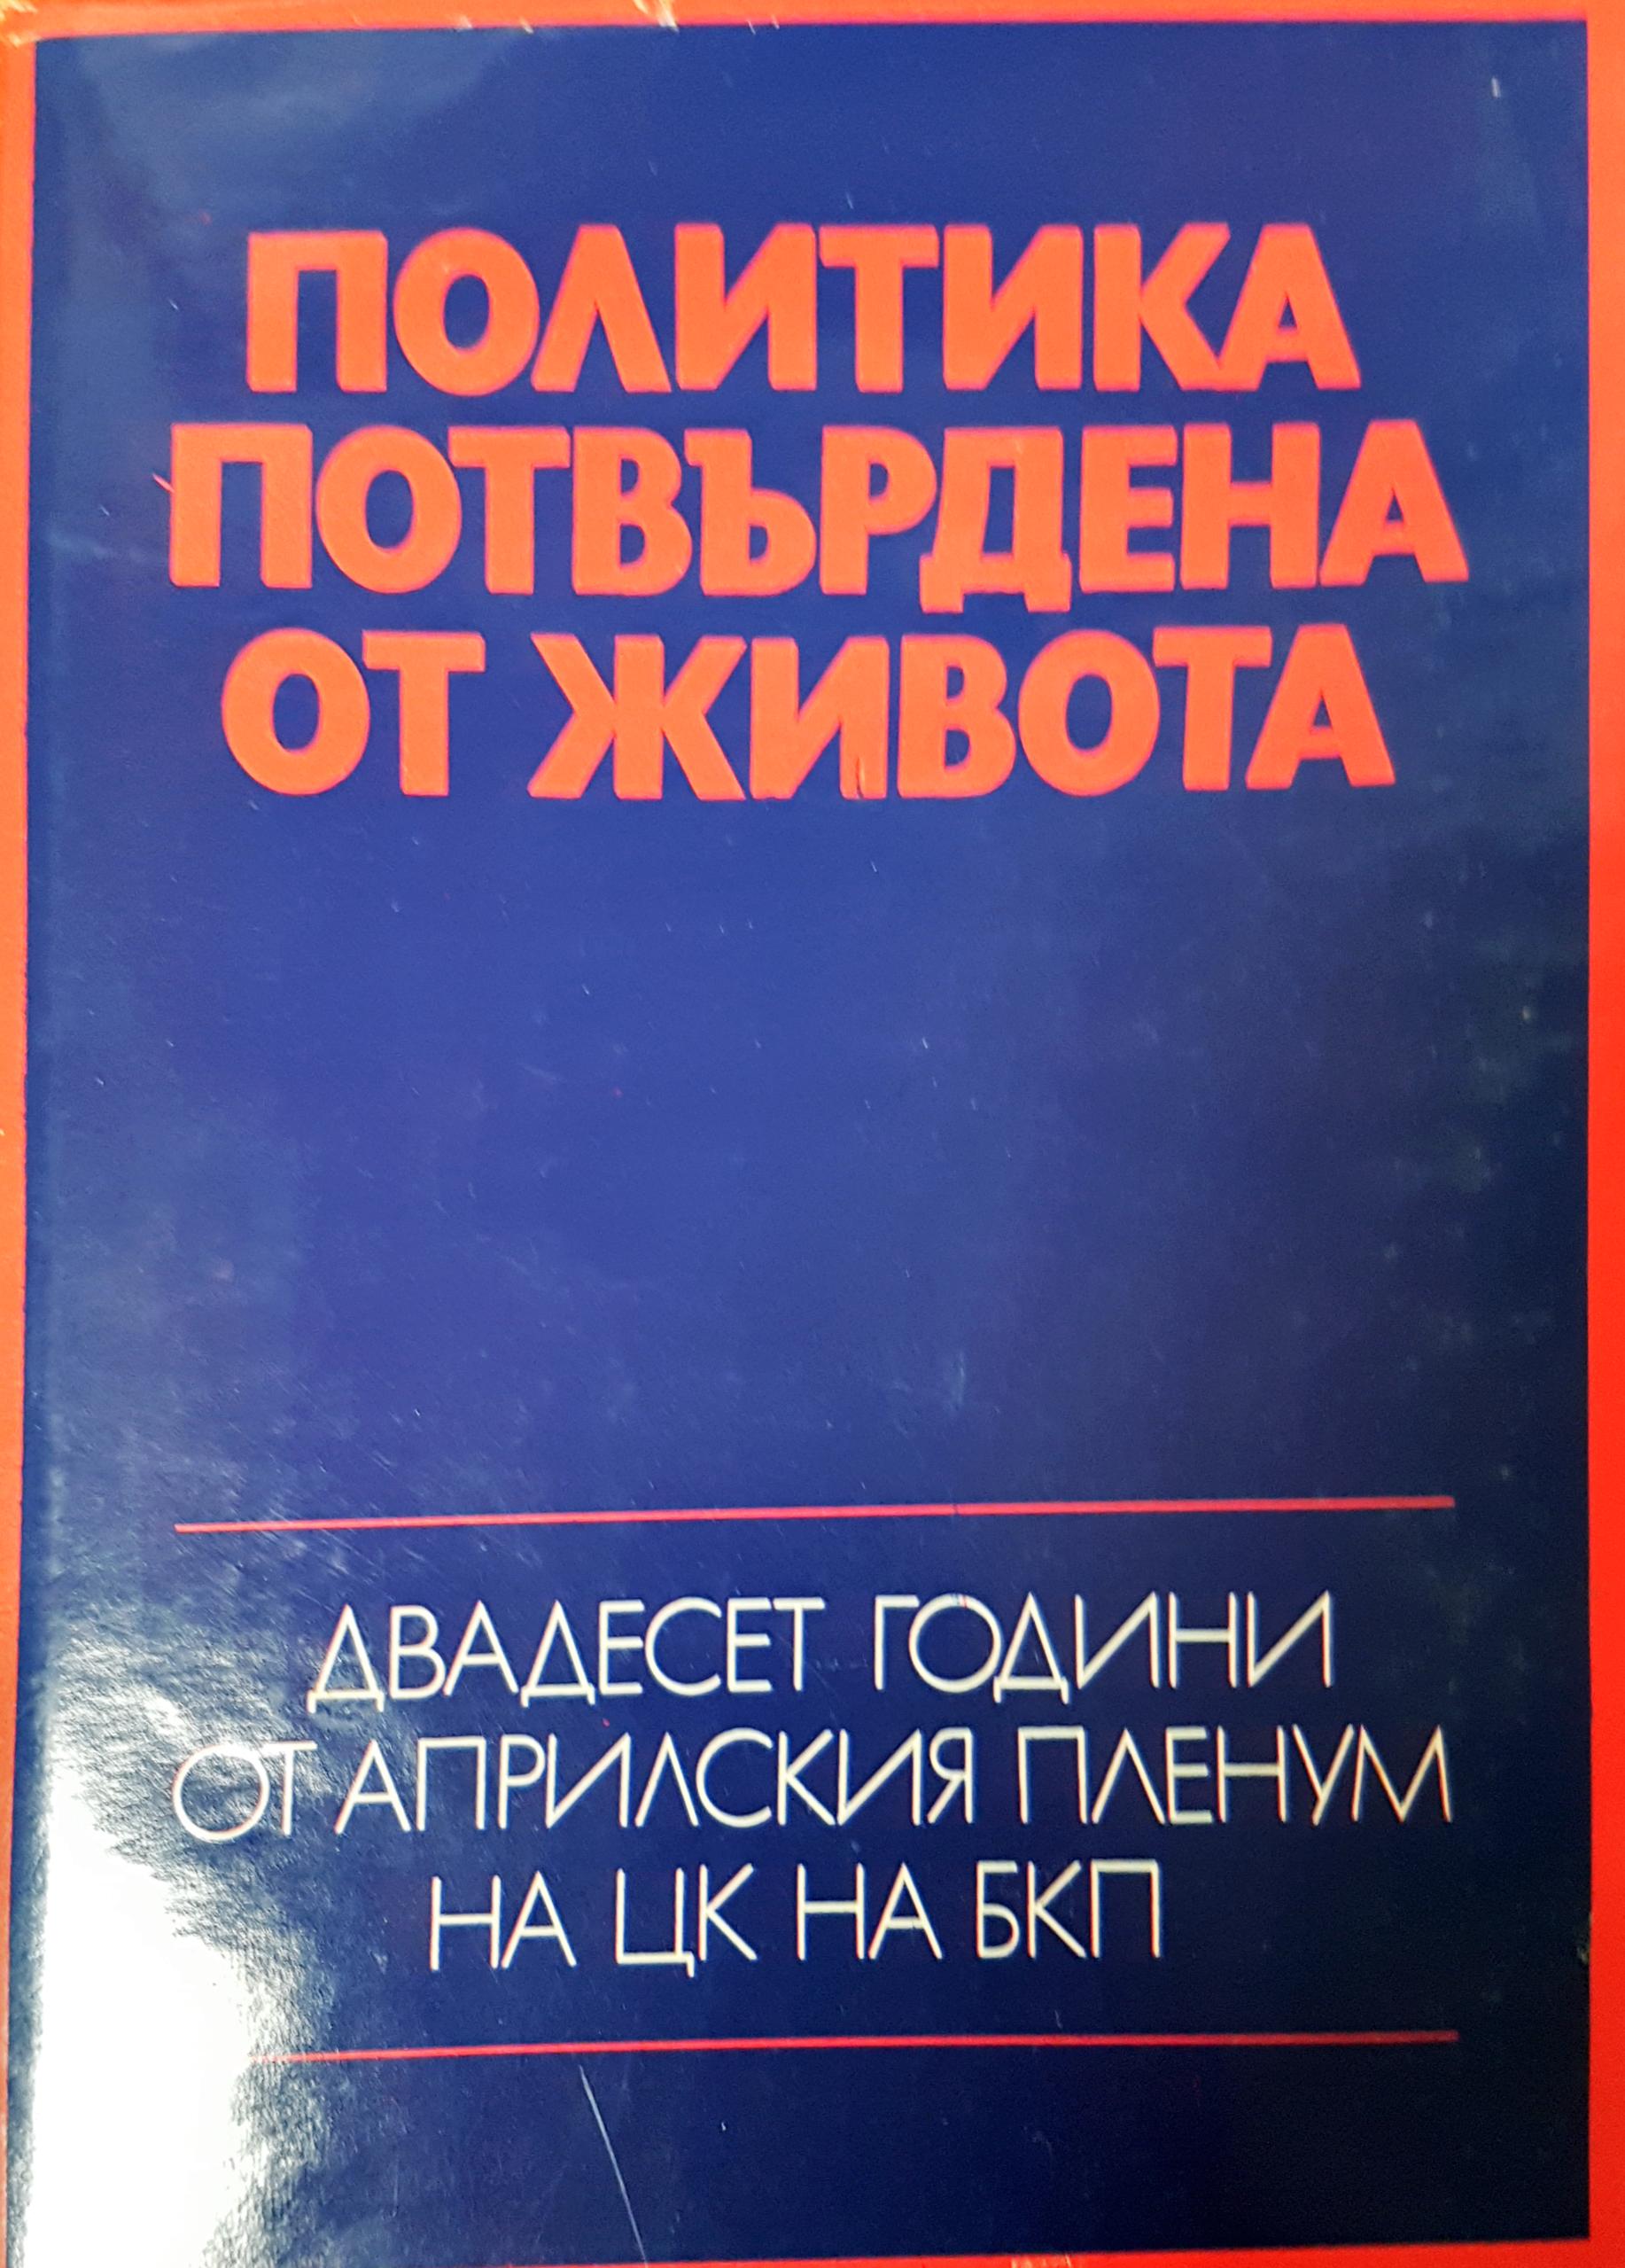 ПОЛИТИКА
ПОТВЪРДЕНА
ОТ ЖИВОТА
ДВАДЕСЕТ ГОДИНИ
ОТ АПРИЛСКИЯ ПЛЕНУМ
НА ЦК НА БКП